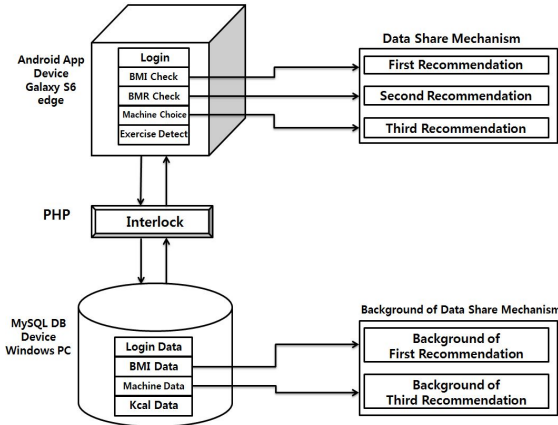 Android App
Device
Galaxy S6
edge
Login
BMI Check
BMR Check
Machine Choice
Exercise Detect
Data Share Mechanism
First Recommendation
Second Recommendation
Third Recommendation
PHP
Interlock
MySQL DB
Device
Windows PC
Login Data
BMI Data
Machine Data
Kcal Data
Background of Data Share Mechanism
Background of
First Recommendation
Background of
Third Recommendation